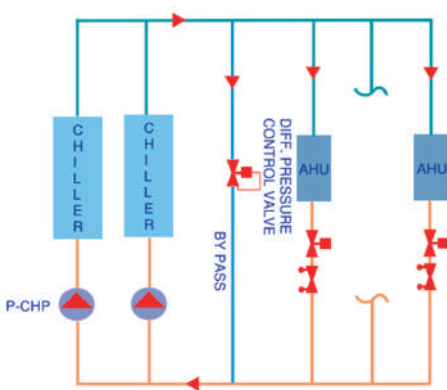 CHILLER
CHILLER
DIFF. PRESSURE
CONTROL VALVE
AHU
AHU
BY PASS
P-CHP